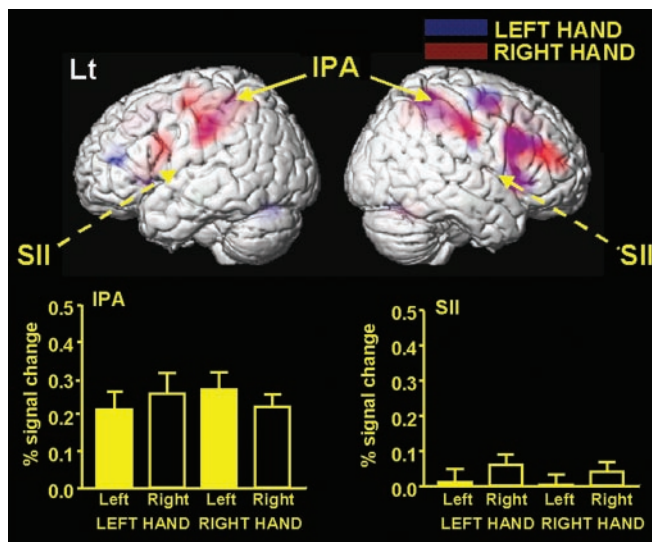 LEFT HAND
RIGHT HAND
Lt
IPA
SII
SII
IPA
% signal change
0.5
0.4
0.3
0.2
0.1
0.0
Left Right Left Right
LEFT HAND RIGHT HAND
SII
% signal change
0.5
0.4
0.3
0.2
0.1
0.0
Left Right Left Right
LEFT HAND RIGHT HAND